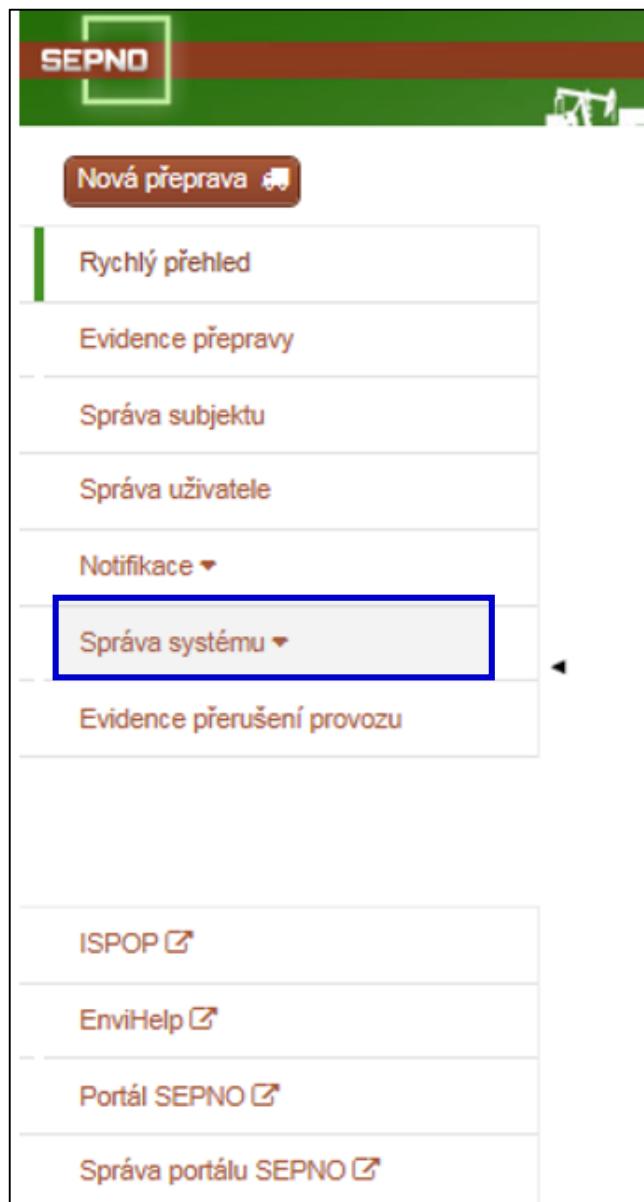 SEPNO
Nová přeprava
Rychlý přehled
Evidence přepravy
Správa subjektu
Správa uživatele
Notifikace
Správa systému
Evidence přerušení provozu
ISPOP
EnviHelp
Portál SEPNO
Správa portálu SEPNO